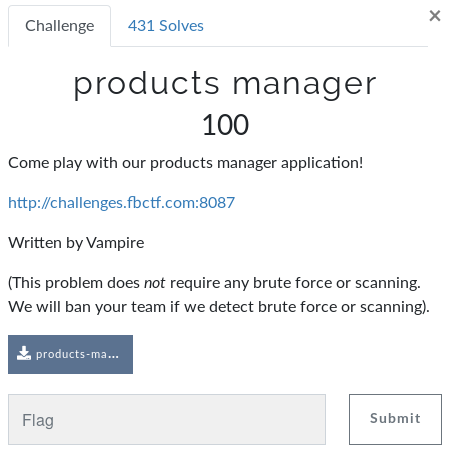 Challenge
431 Solves
×
products manager
100
Come play with our products manager application!
http://challenges.fbctf.com:8087
Written by Vampire
(This problem does not require any brute force or scanning.
We will ban your team if we detect brute force or scanning).
products-ma...
Flag
Submit